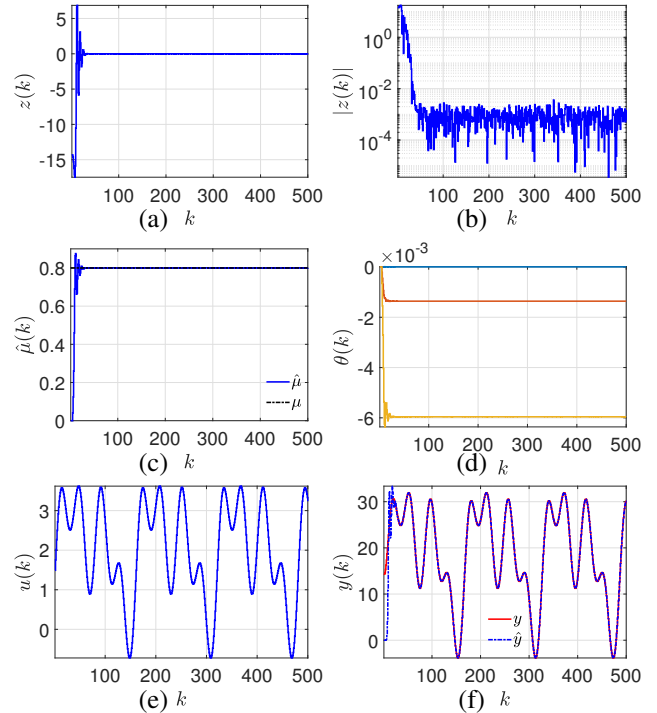 5
0
-5
-10
-15
z(k)
100 200 300 400 500
(a) k
10^0
10^-2
10^-4
|z(k)|
100 200 300 400 500
(b) k
0.8
0.6
0.4
0.2
0
μ̂(k)
μ̂
μ
100 200 300 400 500
(c) k
×10^-3
0
-2
-4
-6
θ(k)
100 200 300 400 500
(d) k
3
2
1
0
u(k)
100 200 300 400 500
(e) k
30
20
10
0
y(k)
y
ŷ
100 200 300 400 500
(f) k